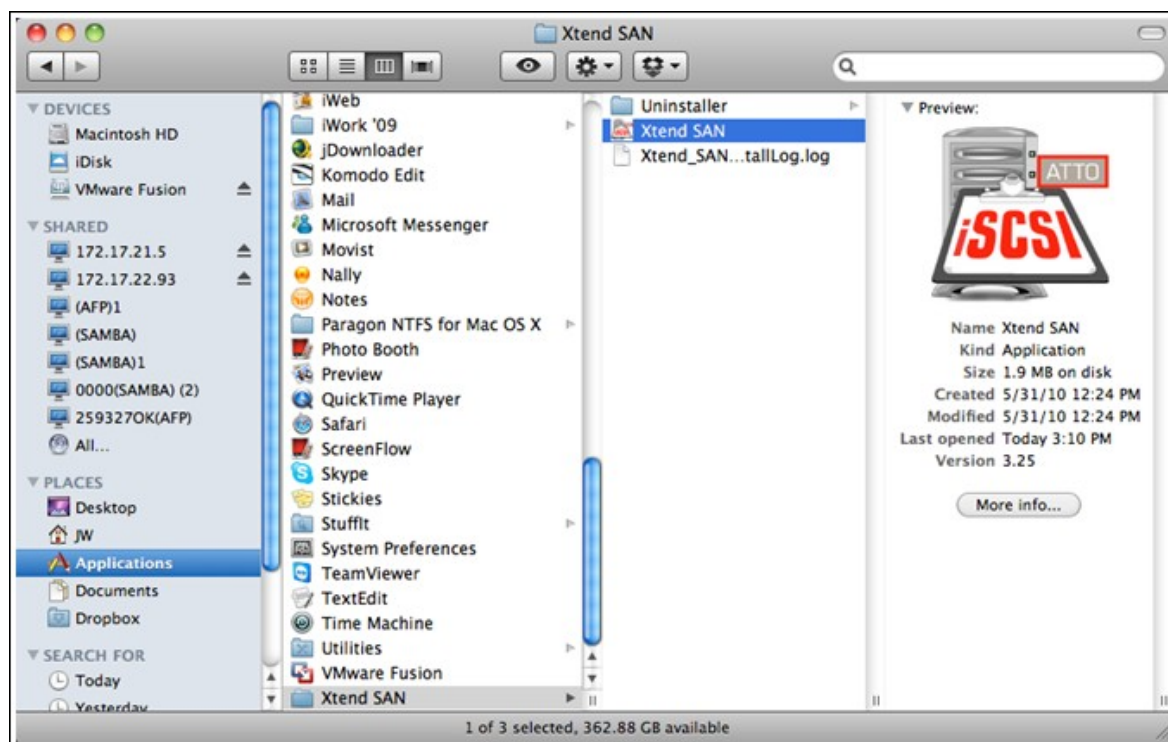 Xtend SAN
DEVICES
Macintosh HD
iDisk
VMware Fusion
SHARED
172.17.21.5
172.17.22.93
(AFP)1
(SAMBA)
(SAMBA)1
0000(SAMBA) (2)
259327OK(AFP)
All...
PLACES
Desktop
JW
Applications
Documents
Dropbox
SEARCH FOR
Today
Yesterday
iWeb
iWork '09
jDownloader
Komodo Edit
Mail
Microsoft Messenger
Movist
Nally
Notes
Paragon NTFS for Mac OS X
Photo Booth
Preview
QuickTime Player
Safari
ScreenFlow
Skype
Stickies
StuffIt
System Preferences
TeamViewer
TextEdit
Time Machine
Utilities
VMware Fusion
Xtend SAN
Uninstaller
Xtend SAN
Xtend_SAN...tallLog.log
Preview:
ATTO
iSCSI
Name Xtend SAN
Kind Application
Size 1.9 MB on disk
Created 5/31/10 12:24 PM
Modified 5/31/10 12:24 PM
Last opened Today 3:10 PM
Version 3.25
More info...
1 of 3 selected, 362.88 GB available